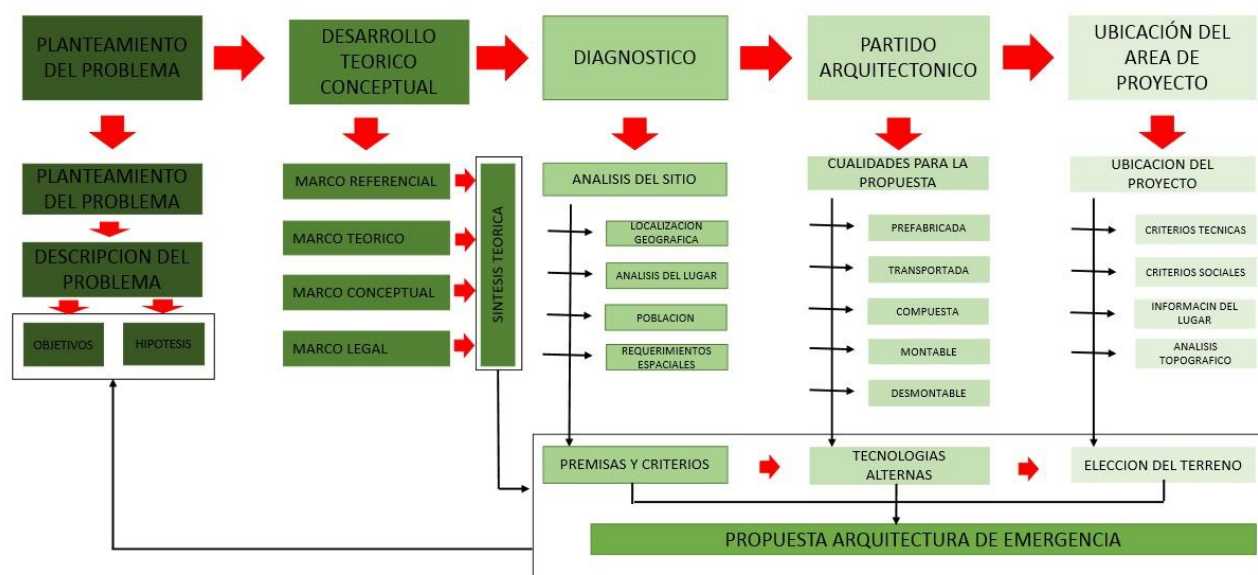 PLANTEAMIENTO
DEL PROBLEMA
DESARROLLO
TEORICO
CONCEPTUAL
DIAGNOSTICO
PARTIDO
ARQUITECTONICO
UBICACIÓN DEL
AREA DE
PROYECTO
PLANTEAMIENTO
DEL PROBLEMA
DESCRIPCION DEL
PROBLEMA
OBJETIVOS
HIPOTESIS
MARCO REFERENCIAL
MARCO TEORICO
MARCO CONCEPTUAL
MARCO LEGAL
SINTESIS TEORICA
ANALISIS DEL SITIO
LOCALIZACION
GEOGRAFICA
ANALISIS DEL LUGAR
POBLACION
REQUERIMIENTOS
ESPACIALES
CUALIDADES PARA LA
PROPUESTA
PREFABRICADA
TRANSPORTADA
COMPUESTA
MONTABLE
DESMONTABLE
UBICACION DEL
PROYECTO
CRITERIOS TECNICAS
CRITERIOS SOCIALES
INFORMACIN DEL
LUGAR
ANALISIS
TOPOGRAFICO
PREMISAS Y CRITERIOS
TECNOLOGIAS
ALTERNAS
ELECCION DEL TERRENO
PROPUESTA ARQUITECTURA DE EMERGENCIA